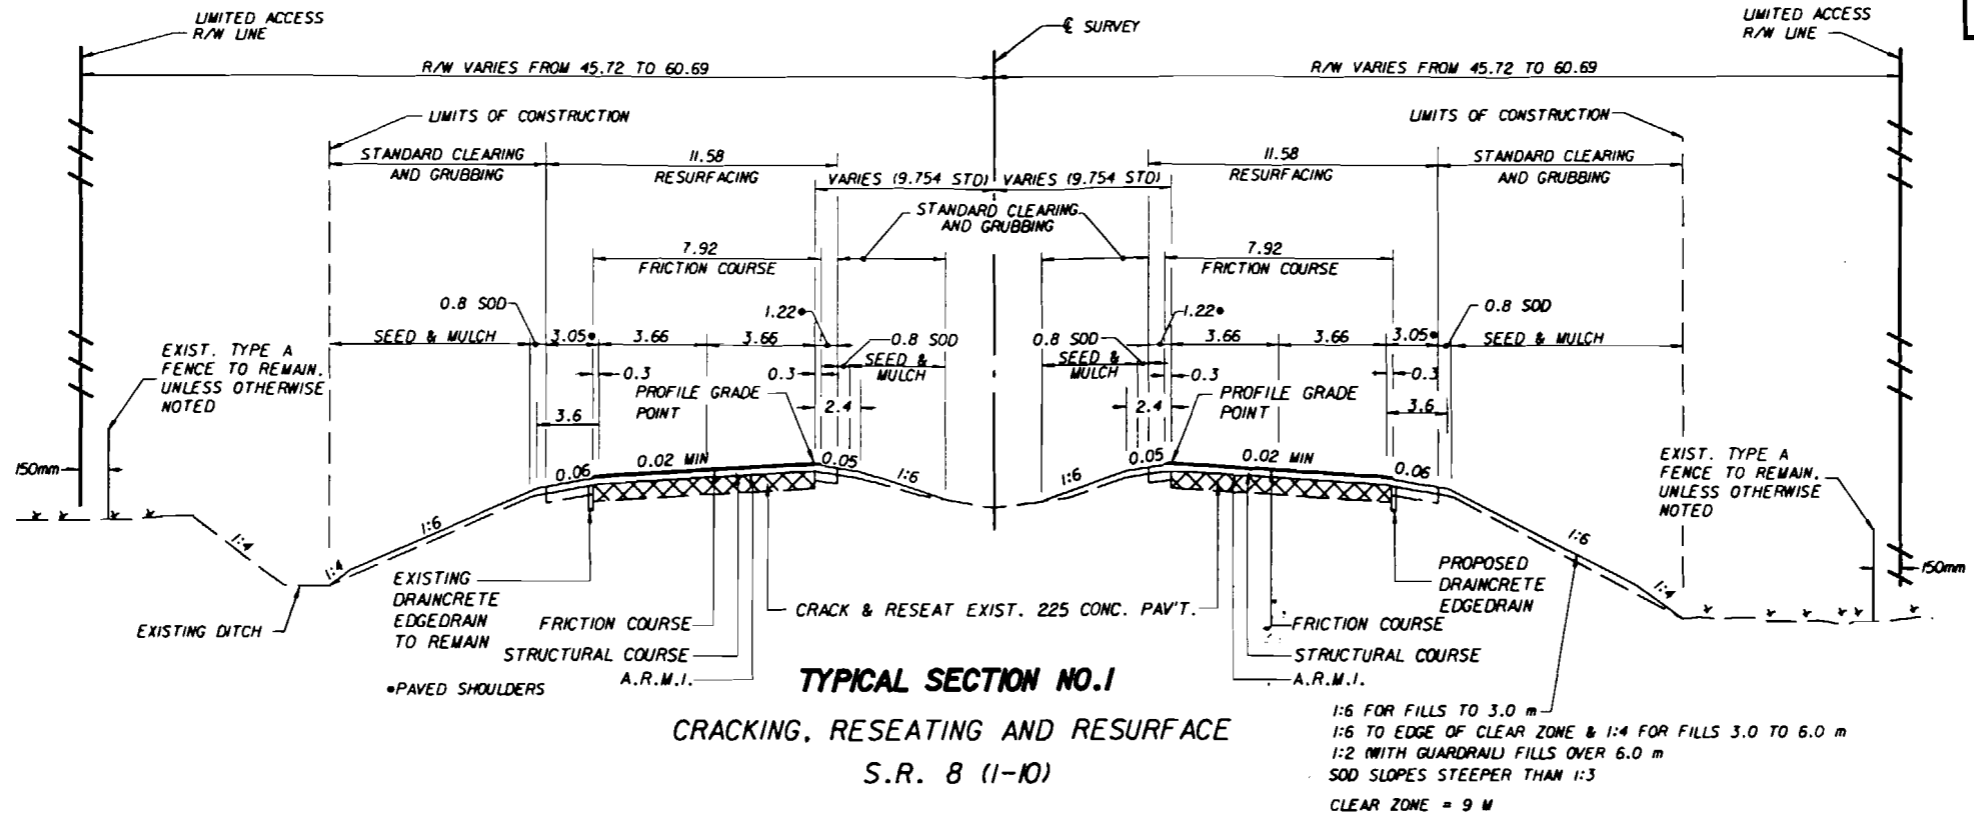 LIMITED ACCESS
R/W LINE
℄ SURVEY
LIMITED ACCESS
R/W LINE
R/W VARIES FROM 45.72 TO 60.69
R/W VARIES FROM 45.72 TO 60.69
LIMITS OF CONSTRUCTION
LIMITS OF CONSTRUCTION
STANDARD CLEARING
AND GRUBBING
11.58
RESURFACING
VARIES (9.754 STD)
VARIES (9.754 STD)
11.58
RESURFACING
STANDARD CLEARING
AND GRUBBING
STANDARD CLEARING
AND GRUBBING
7.92
FRICTION COURSE
7.92
FRICTION COURSE
0.8 SOD
1.22•
1.22•
0.8 SOD
SEED & MULCH
3.05•
3.66
3.66
0.8 SOD
SEED &
MULCH
0.8 SOD
SEED &
MULCH
3.66
3.66
3.05•
SEED & MULCH
EXIST. TYPE A
FENCE TO REMAIN.
UNLESS OTHERWISE
NOTED
0.3
PROFILE GRADE
POINT
0.3
2.4
2.4
0.3
PROFILE GRADE
POINT
0.3
3.6
3.6
150mm
0.06
0.02 MIN
0.05
1:6
1:6
0.05
0.02 MIN
0.06
EXIST. TYPE A
FENCE TO REMAIN.
UNLESS OTHERWISE
NOTED
1:4
1:4
1:6
1:6
1:4
150mm
EXISTING DITCH
EXISTING
DRAINCRETE
EDGEDRAIN
TO REMAIN
FRICTION COURSE
STRUCTURAL COURSE
A.R.M.I.
CRACK & RESEAT EXIST. 225 CONC. PAV'T.
PROPOSED
DRAINCRETE
EDGEDRAIN
FRICTION COURSE
STRUCTURAL COURSE
A.R.M.I.
•PAVED SHOULDERS
TYPICAL SECTION NO.1
CRACKING, RESEATING AND RESURFACE
S.R. 8 (I-10)
1:6 FOR FILLS TO 3.0 m
1:6 TO EDGE OF CLEAR ZONE & 1:4 FOR FILLS 3.0 TO 6.0 m
1:2 (WITH GUARDRAIL) FILLS OVER 6.0 m
SOD SLOPES STEEPER THAN 1:3
CLEAR ZONE = 9 M